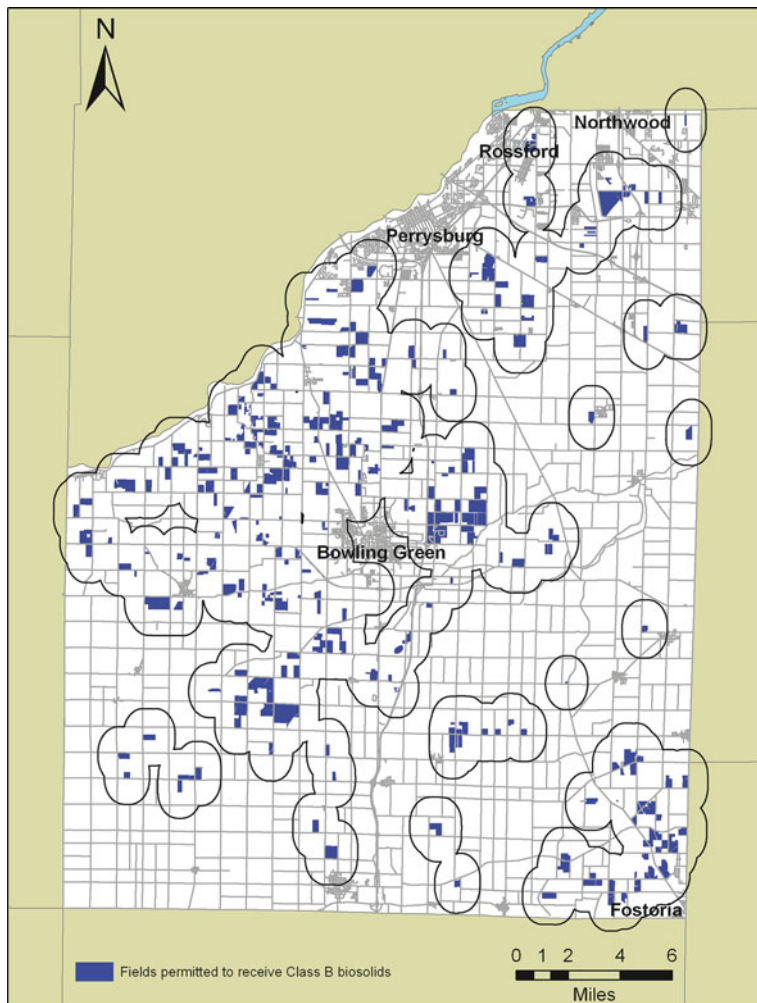 N
Northwood
Rossford
Perrysburg
Bowling Green
Fostoria
Fields permitted to receive Class B biosolids
0 1 2 4 6
Miles